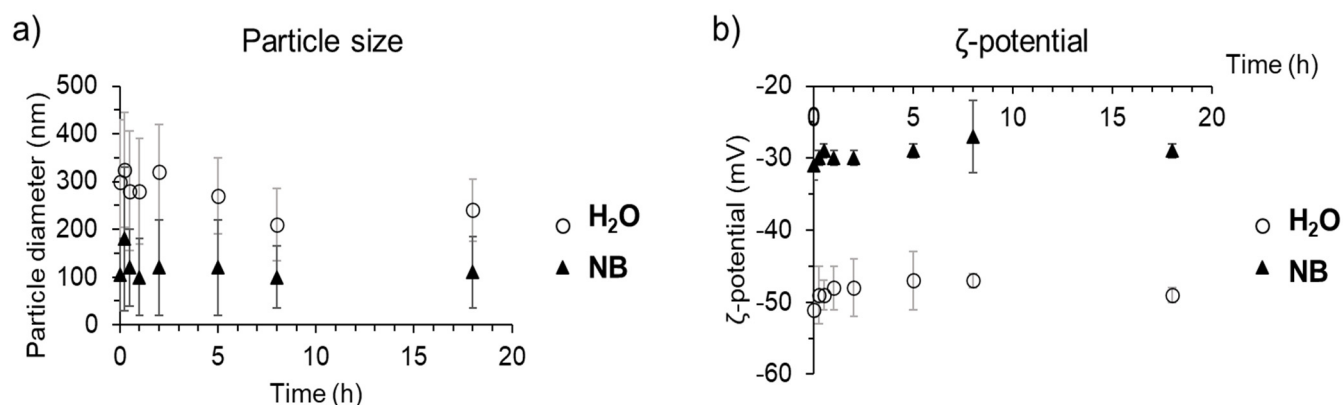 a)
Particle size
Particle diameter (nm)
500
400
300
200
100
0
0 5 10 15 20
Time (h)
H₂O
NB
b)
ζ-potential
Time (h)
ζ-potential (mV)
-20
-30
-40
-50
-60
0 5 10 15 20
H₂O
NB